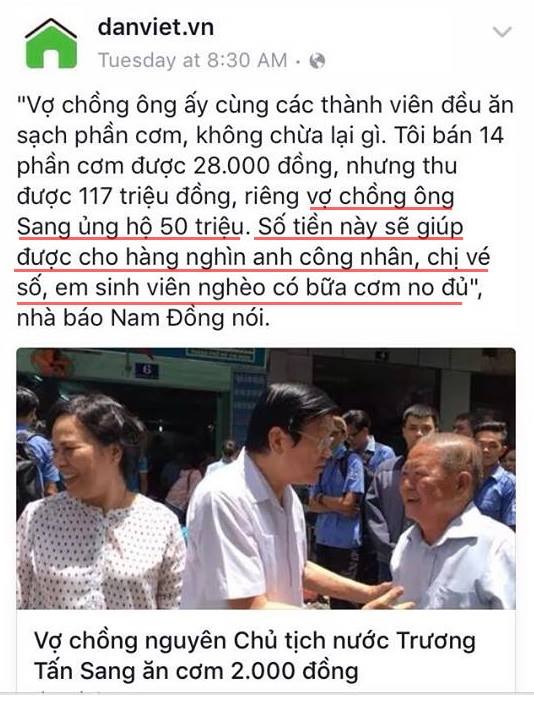 danviet.vn
Tuesday at 8:30 AM ·
"Vợ chồng ông ấy cùng các thành viên đều ăn
sạch phần cơm, không chừa lại gì. Tôi bán 14
phần cơm được 28.000 đồng, nhưng thu
được 117 triệu đồng, riêng vợ chồng ông
Sang ủng hộ 50 triệu. Số tiền này sẽ giúp
được cho hàng nghìn anh công nhân, chị vé
số, em sinh viên nghèo có bữa cơm no đủ",
nhà báo Nam Đồng nói.
6
Vợ chồng nguyên Chủ tịch nước Trương
Tấn Sang ăn cơm 2.000 đồng